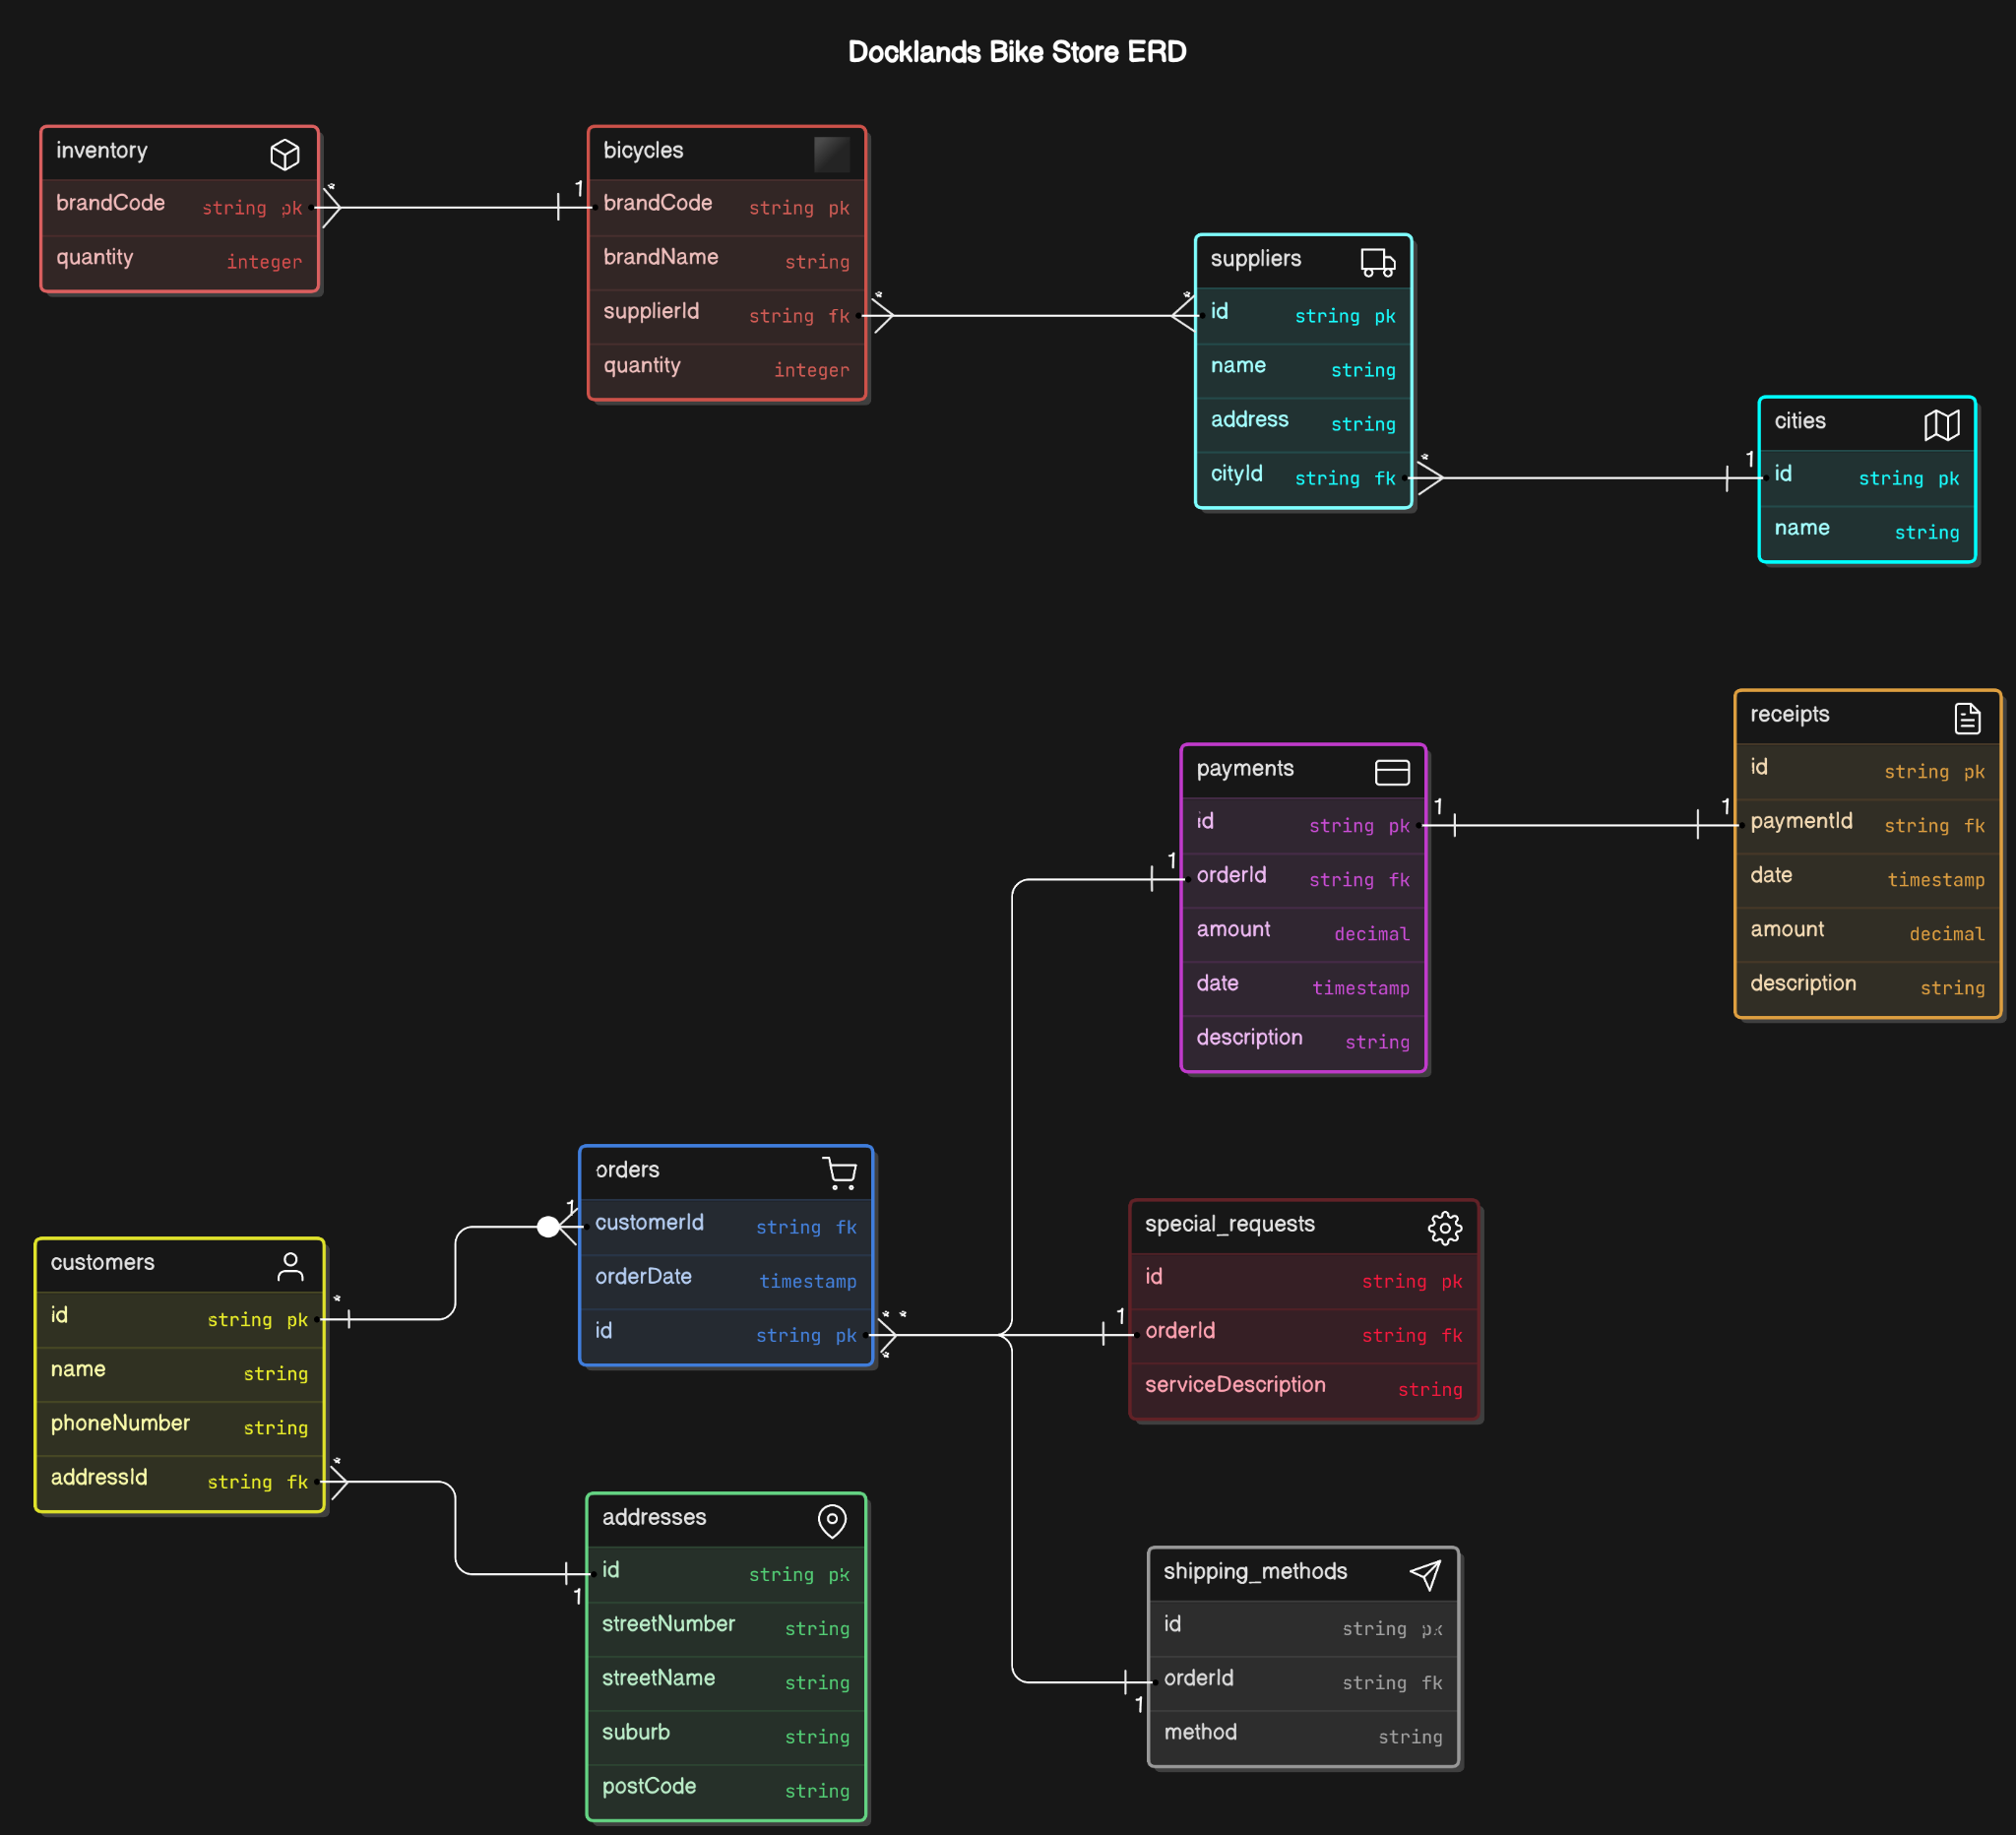 Docklands Bike Store ERD
inventory
brandCode string pk
quantity integer
*
1
bicycles
brandCode string pk
brandName string
supplierId string fk
quantity integer
*
*
suppliers
id string pk
name string
address string
cityId string fk
*
1
cities
id string pk
name string
receipts
id string pk
paymentId string fk
date timestamp
amount decimal
description string
payments
id string pk
orderId string fk
amount decimal
date timestamp
description string
1
1
1
orders
customerId string fk
orderDate timestamp
id string pk
1
* *
*
special_requests
id string pk
orderId string fk
serviceDescription string
1
customers
id string pk
name string
phoneNumber string
addressId string fk
*
*
addresses
id string pk
streetNumber string
streetName string
suburb string
postCode string
1
shipping_methods
id string pk
orderId string fk
method string
1